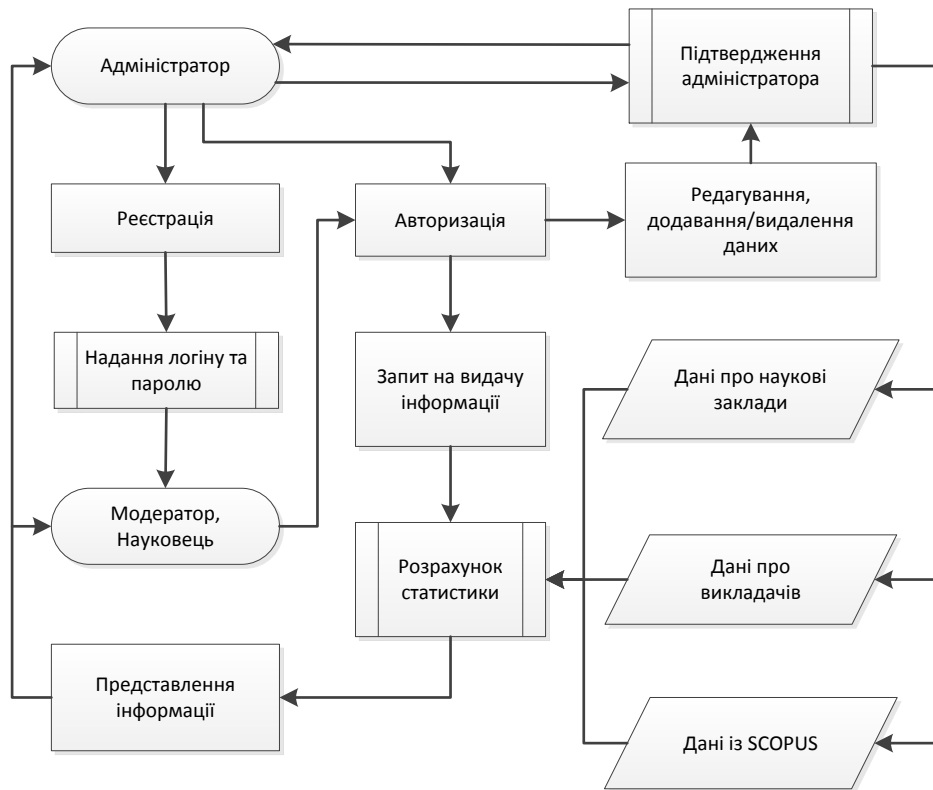 Адміністратор
Підтвердження
адміністратора
Реєстрація
Авторизація
Редагування,
додавання/видалення
даних
Надання логіну та
паролю
Запит на видачу
інформації
Дані про наукові
заклади
Модератор,
Науковець
Розрахунок
статистики
Дані про
викладачів
Представлення
інформації
Дані із SCOPUS